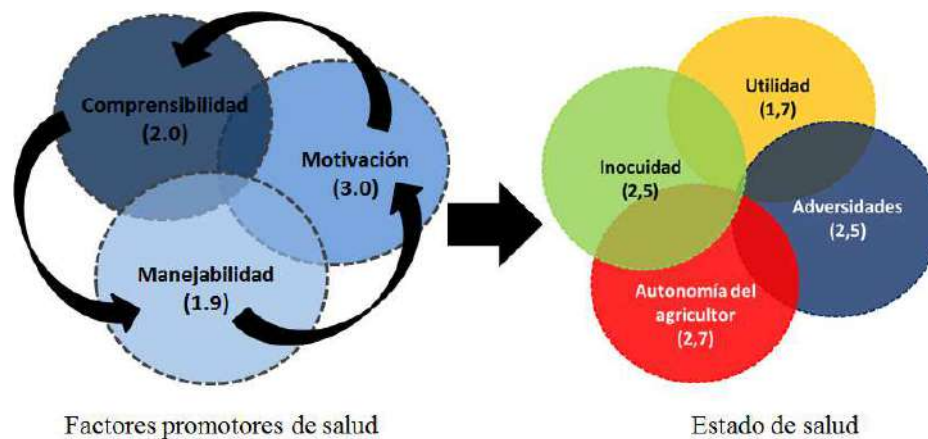 Comprensibilidad
(2.0)
Motivación
(3.0)
Manejabilidad
(1.9)
Factores promotores de salud
Utilidad
(1,7)
Inocuidad
(2,5)
Adversidades
(2,5)
Autonomía del
agricultor
(2,7)
Estado de salud